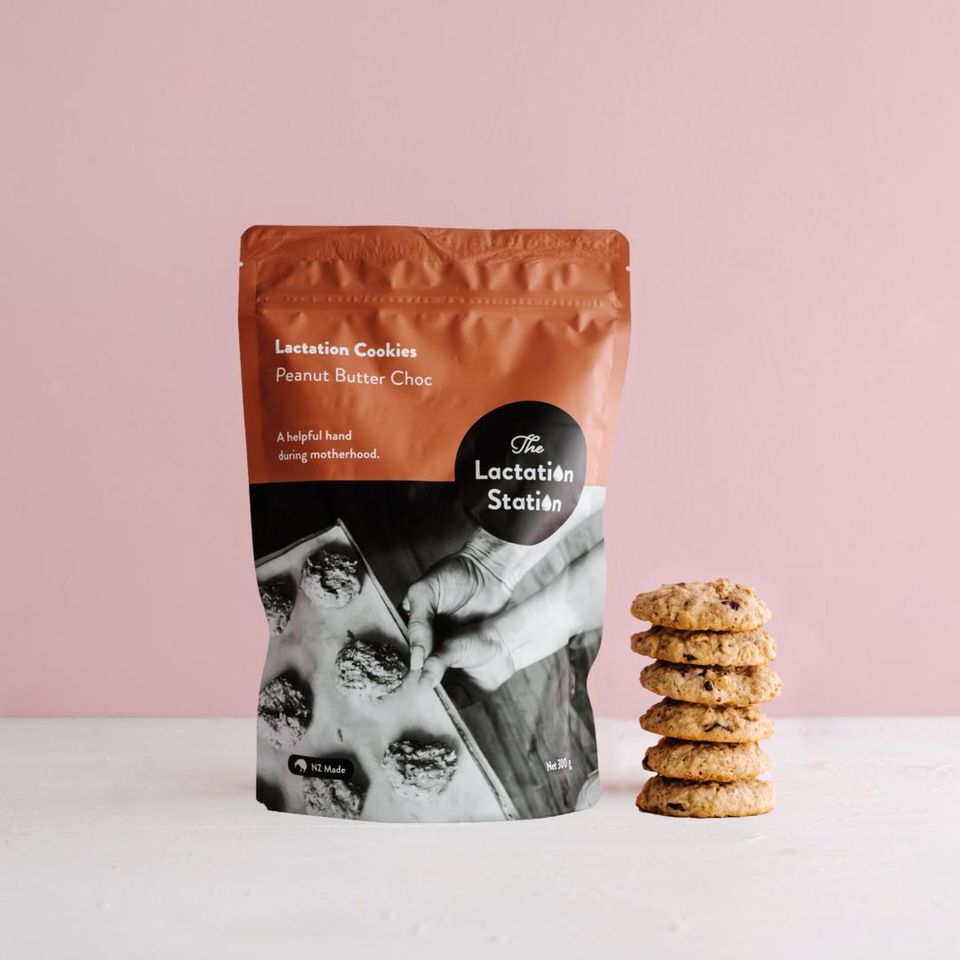 Lactation Cookies
Peanut Butter Choc
A helpful hand
during motherhood.
The
Lactation
Station
NZ Made
Net 300 g